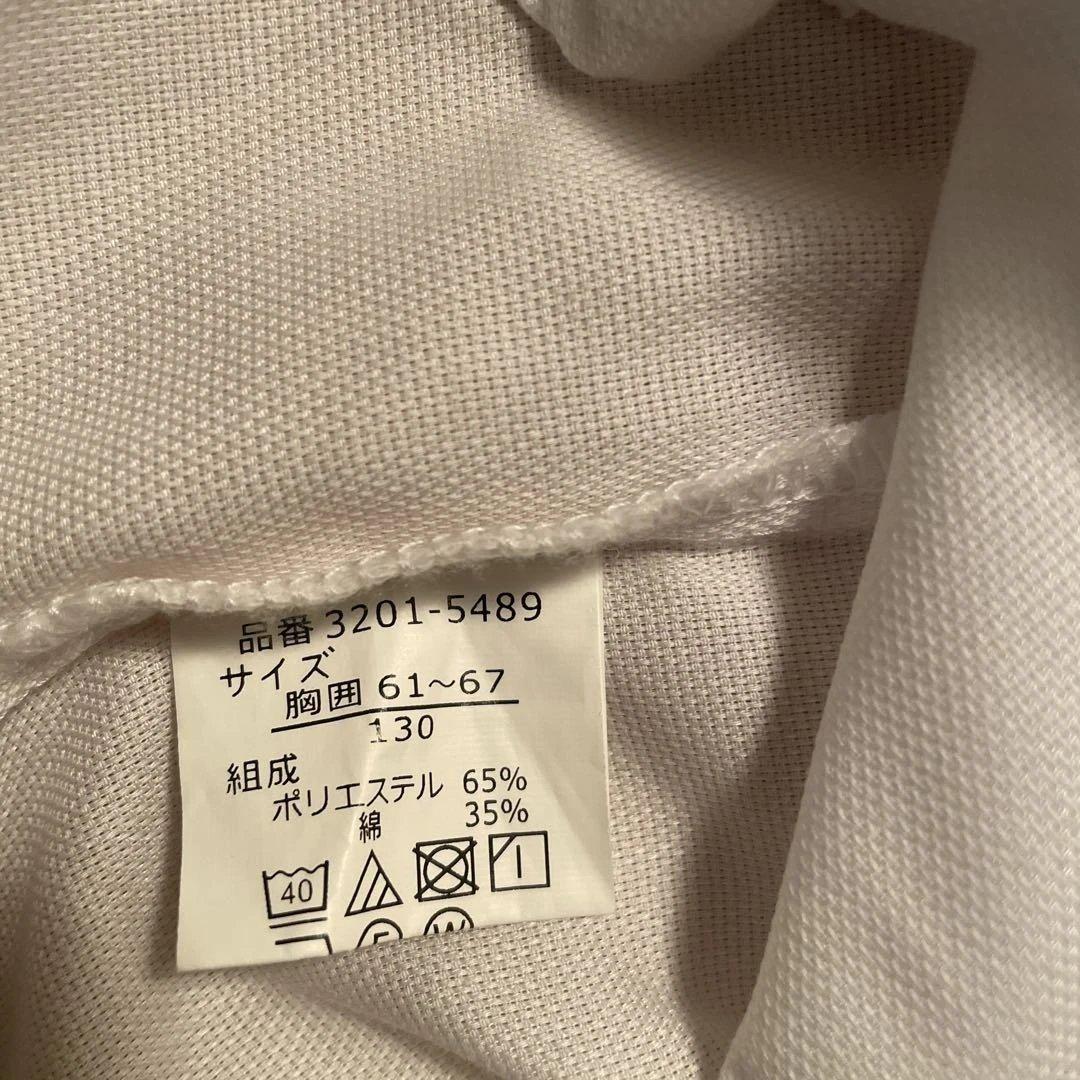 品番 3201-5489
サイズ
胸囲 61~67
130
組成
ポリエステル 65%
綿 35%
40